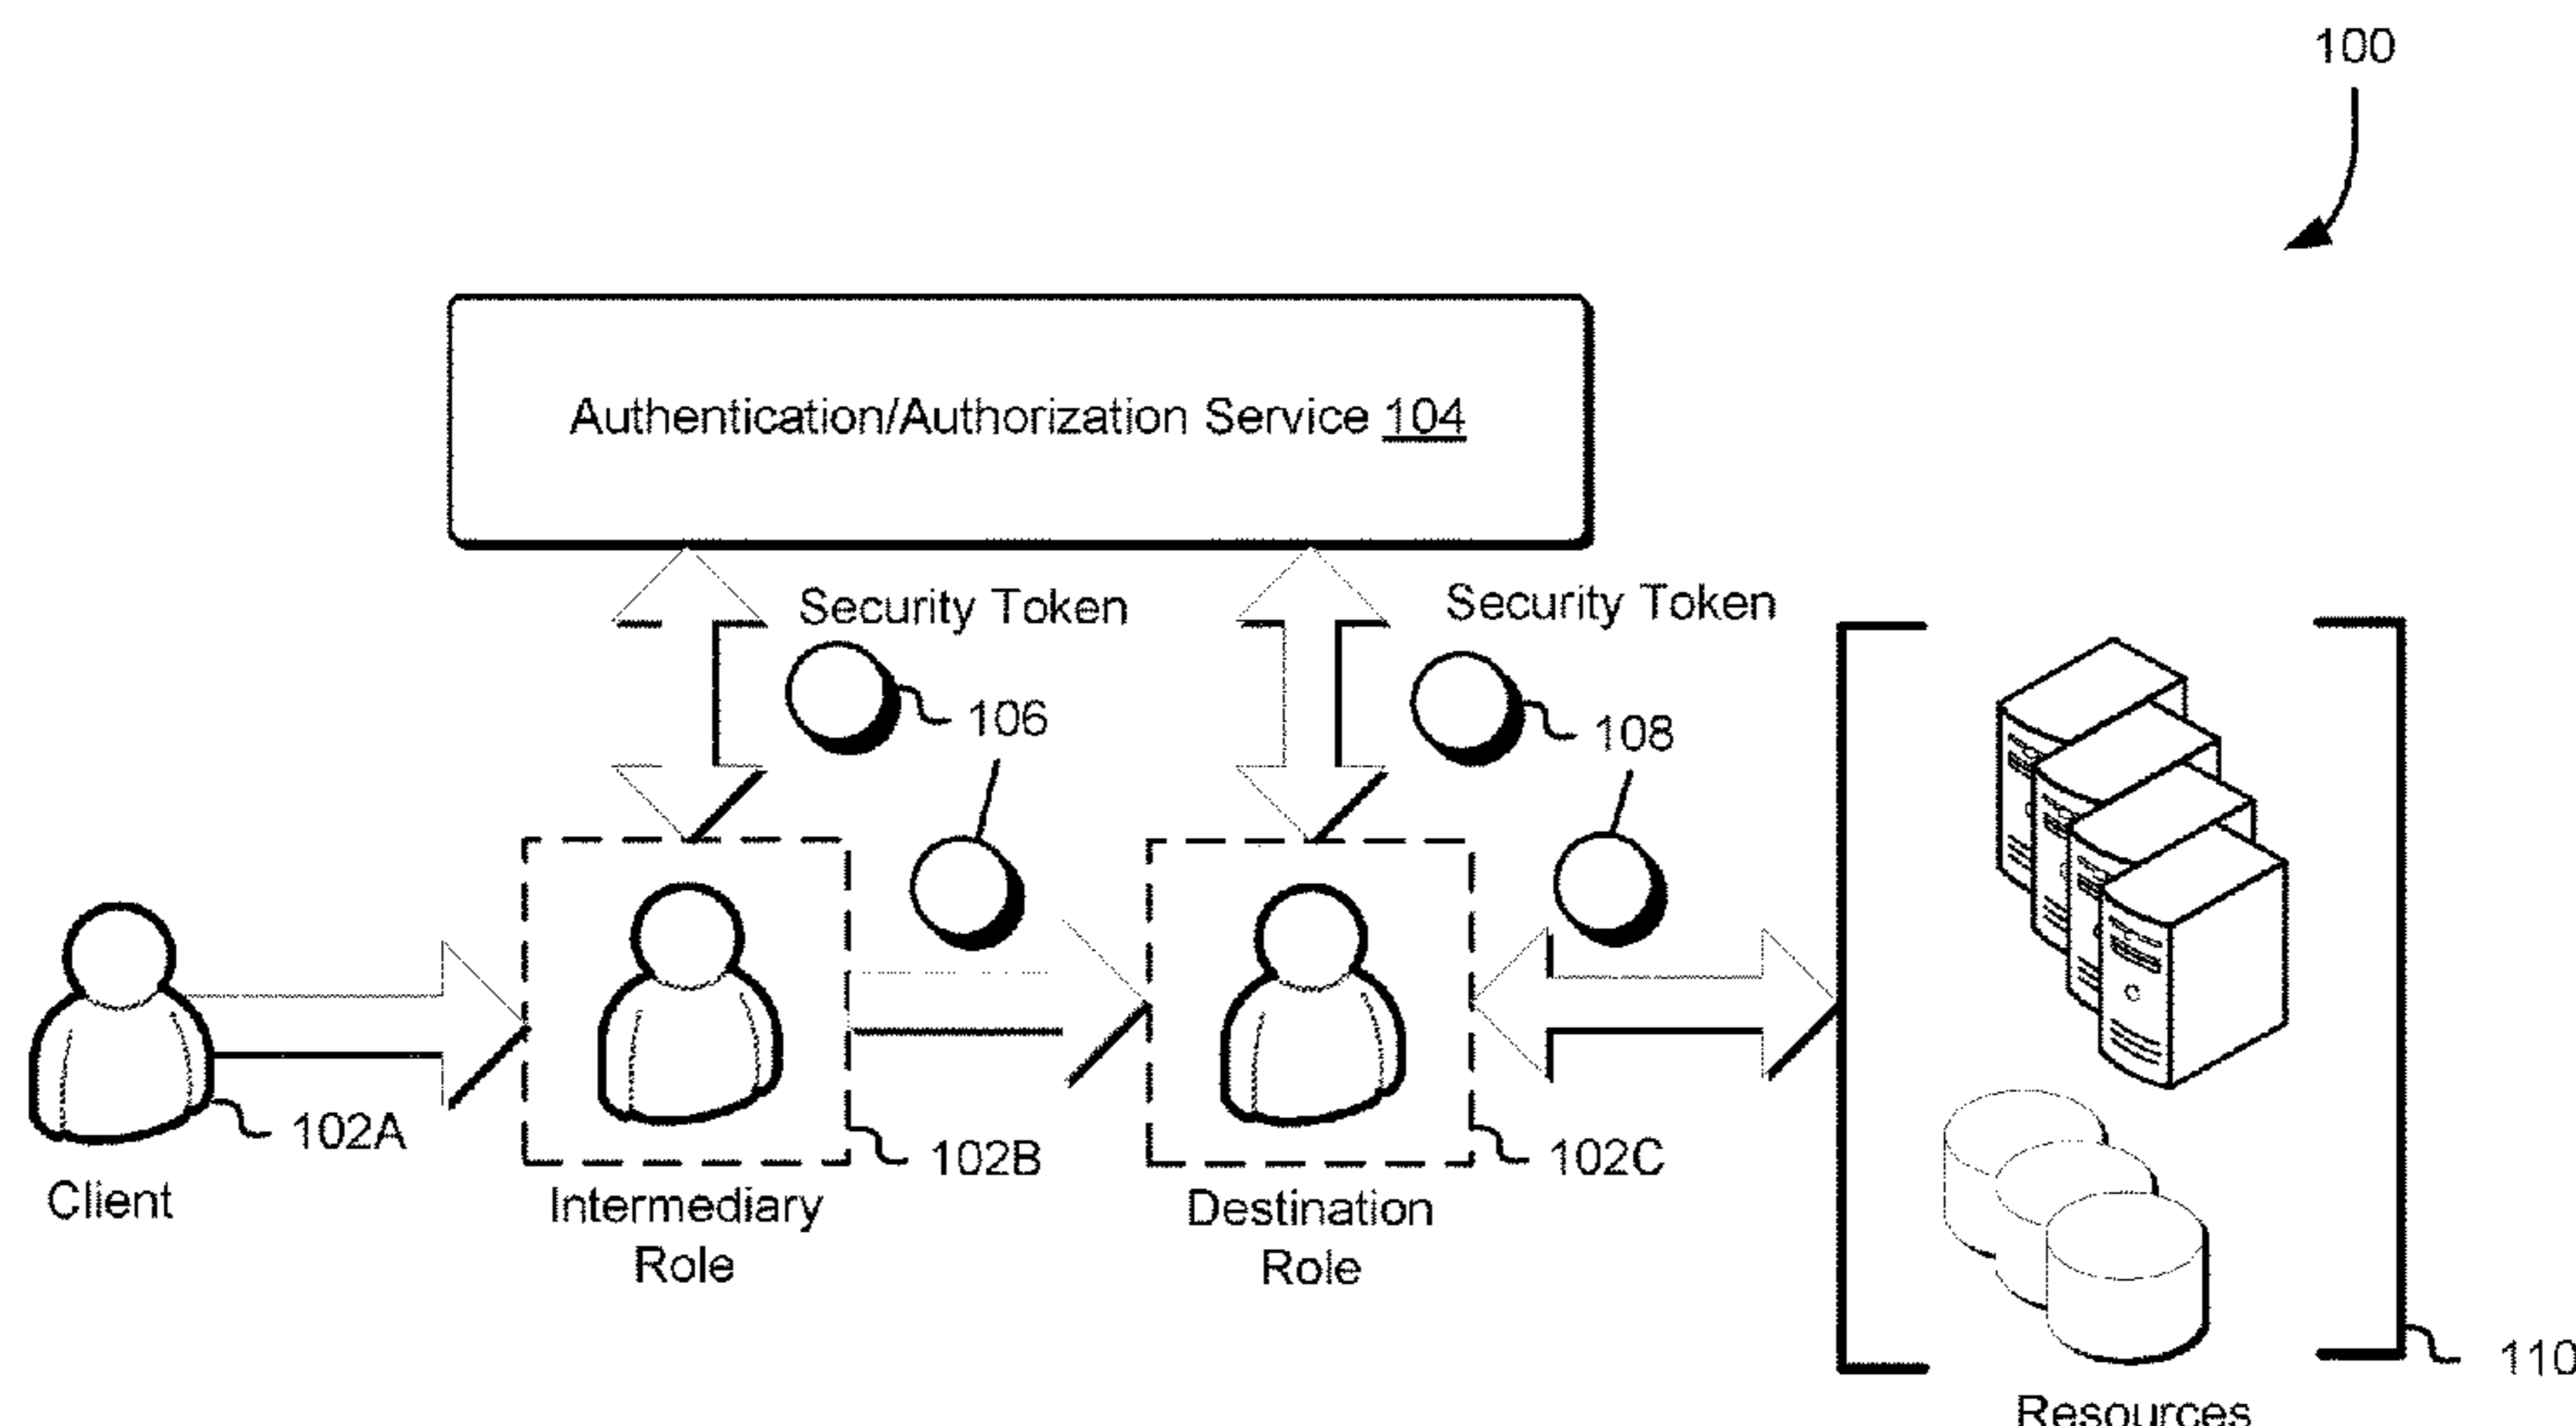 100
Authentication/Authorization Service 104
Security Token
Security Token
106
108
102A
102B
102C
Client
Intermediary
Role
Destination
Role
110
Resources